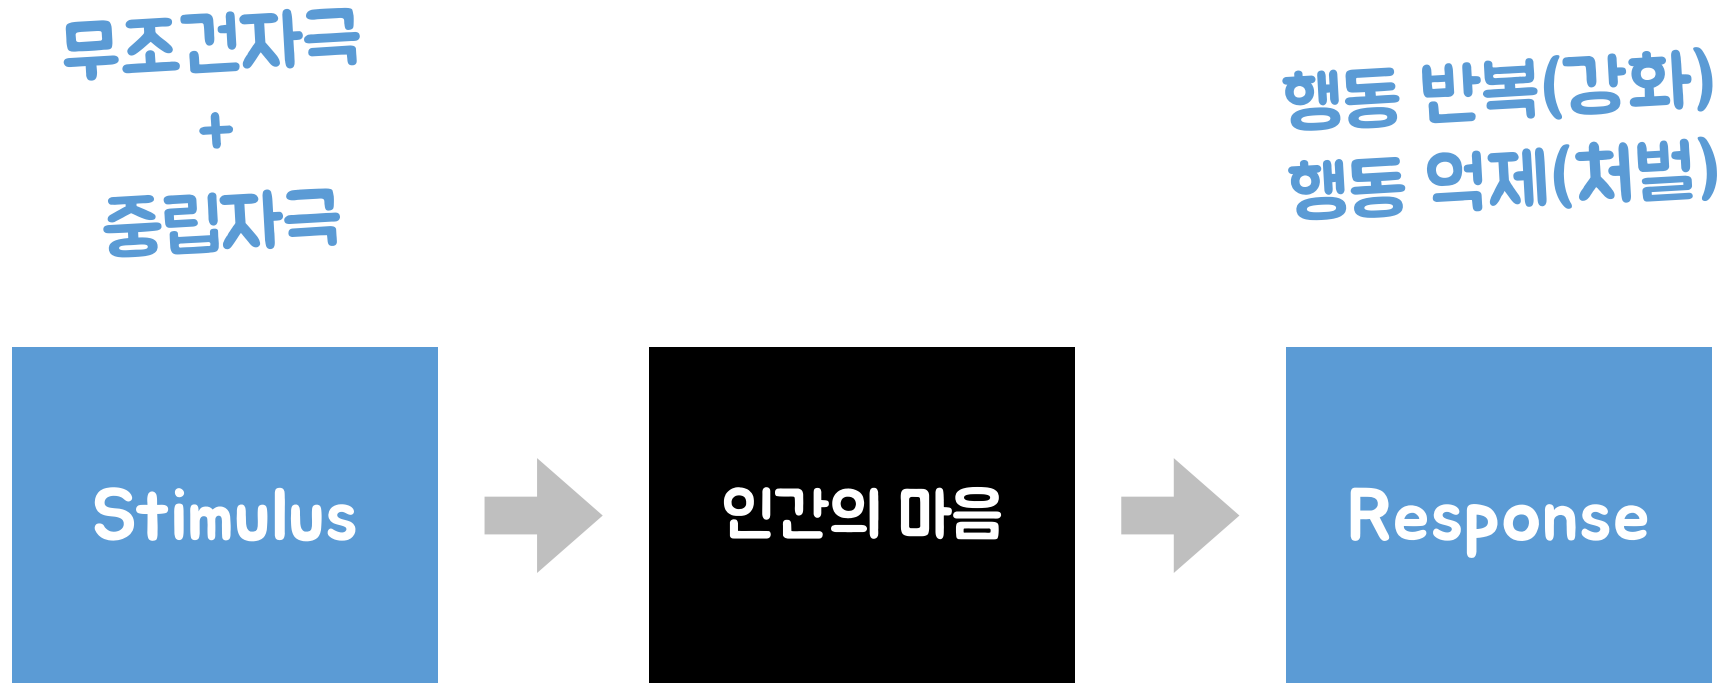 무조건자극
+
중립자극
행동 반복(강화)
행동 억제(처벌)
Stimulus
인간의 마음
Response